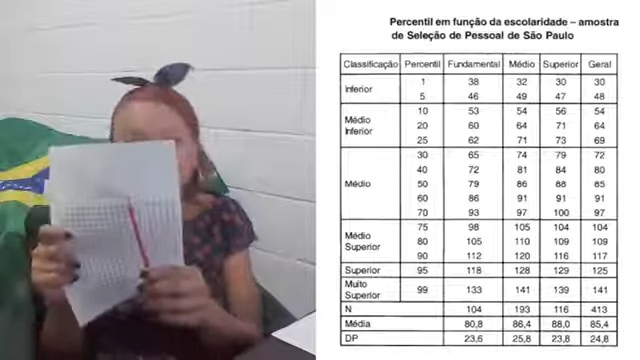 Percentil em função da escolaridade – amostra
de Seleção de Pessoal de São Paulo
Classificação Percentil Fundamental Médio Superior Geral
Inferior 1 38 32 30 30
5 46 49 47 48
Médio Inferior 10 53 54 56 54
20 60 64 71 64
25 62 71 73 69
Médio 30 65 74 79 72
40 72 81 84 80
50 79 86 88 85
60 86 91 91 91
70 93 97 100 97
Médio Superior 75 98 105 104 104
80 105 110 109 109
90 112 120 116 117
Superior 95 118 128 129 125
Muito Superior 99 133 141 139 141
N 104 193 116 413
Média 80,8 86,4 88,0 85,4
DP 23,6 25,8 23,8 24,8